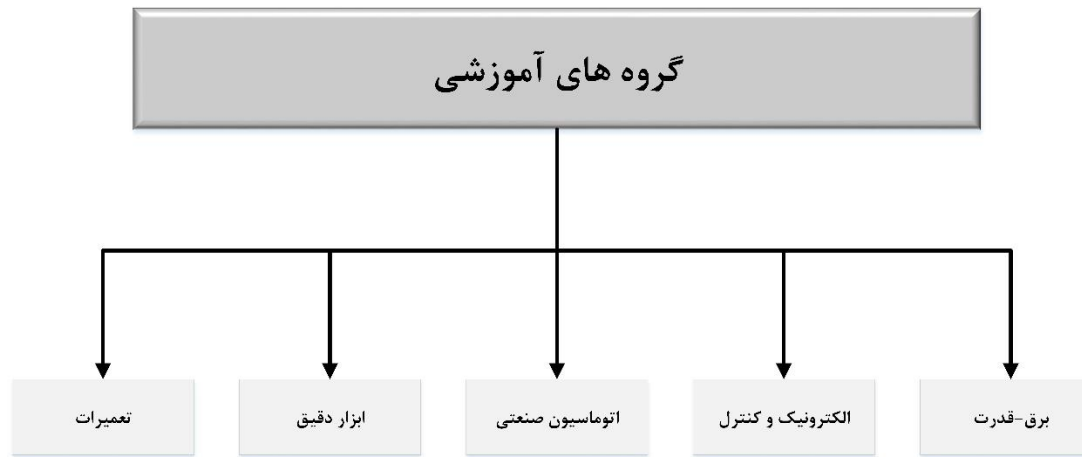 گروه های آموزشی
برق-قدرت
الکترونیک و کنترل
اتوماسیون صنعتی
ابزار دقیق
تعمیرات